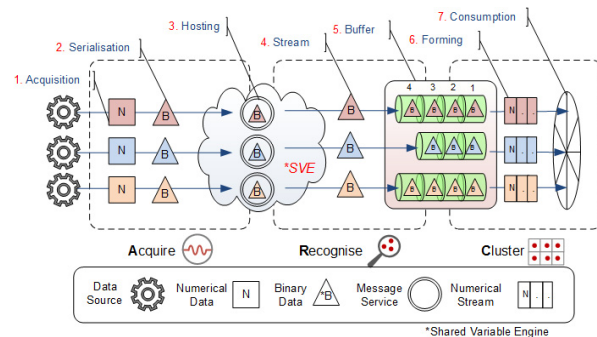 7. Consumption
3. Hosting
5. Buffer
2. Serialisation
4. Stream
6. Forming
1. Acquisition
4 3 2 1
N B B B B B B B N . .
N B B B B B B N . .
*SVE
N B B B B B B B N . .
Acquire Recognise Cluster
Data Source
Numerical Data
N
Binary Data
*B
Message Service
Numerical Stream
N . .
*Shared Variable Engine